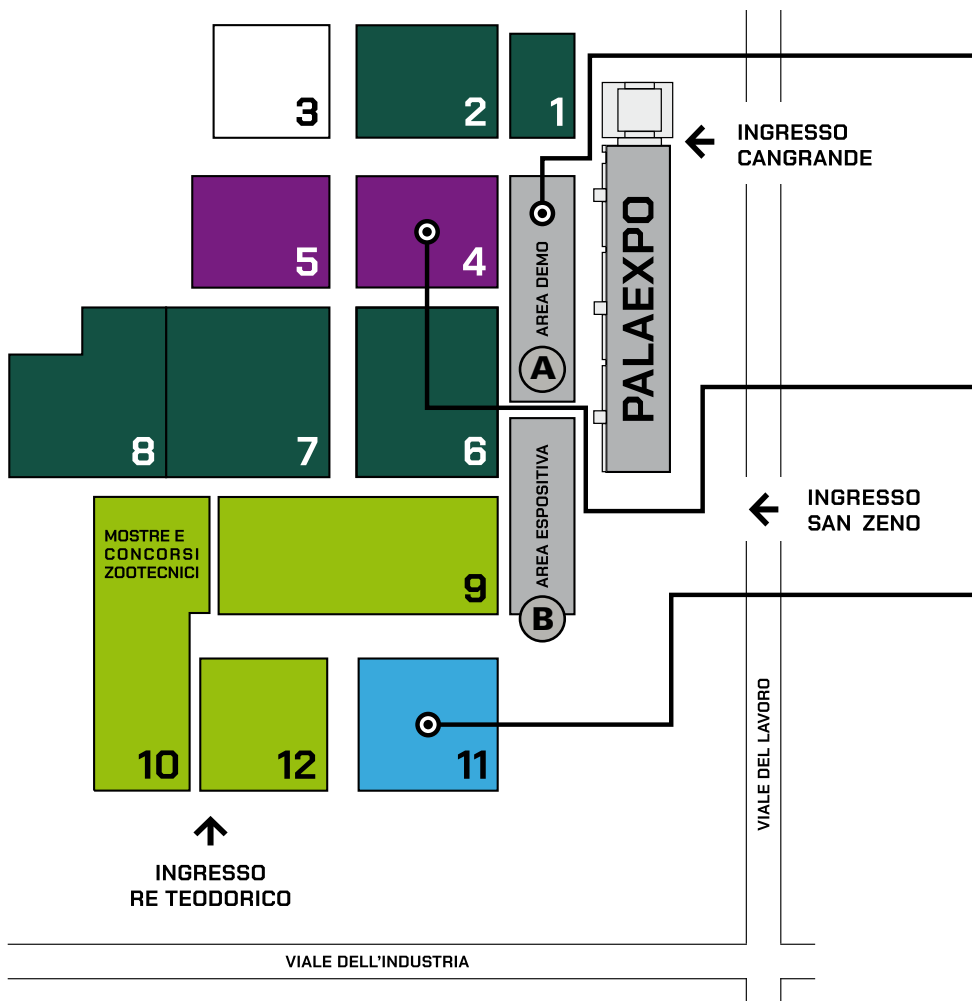 3
2
1
INGRESSO
CANGRANDE
5
4
AREA DEMO
A
PALAEXPO
8
7
6
AREA ESPOSITIVA
B
INGRESSO
SAN ZENO
MOSTRE E
CONCORSI
ZOOTECNICI
9
10
12
11
VIALE DEL LAVORO
INGRESSO
RE TEODORICO
VIALE DELL'INDUSTRIA